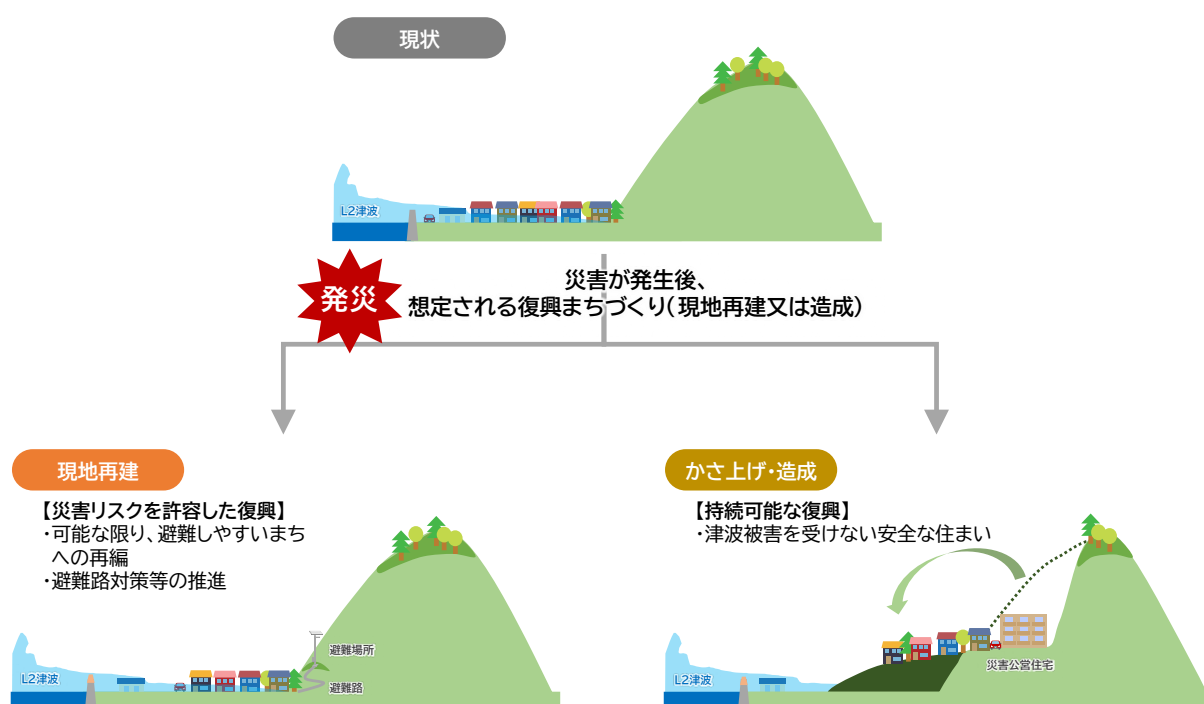 現状
L2津波
発災
災害が発生後、
想定される復興まちづくり(現地再建又は造成)
現地再建
【災害リスクを許容した復興】
・可能な限り、避難しやすいまち
への再編
・避難路対策等の推進
避難場所
L2津波
避難路
かさ上げ・造成
【持続可能な復興】
・津波被害を受けない安全な住まい
災害公営住宅
L2津波